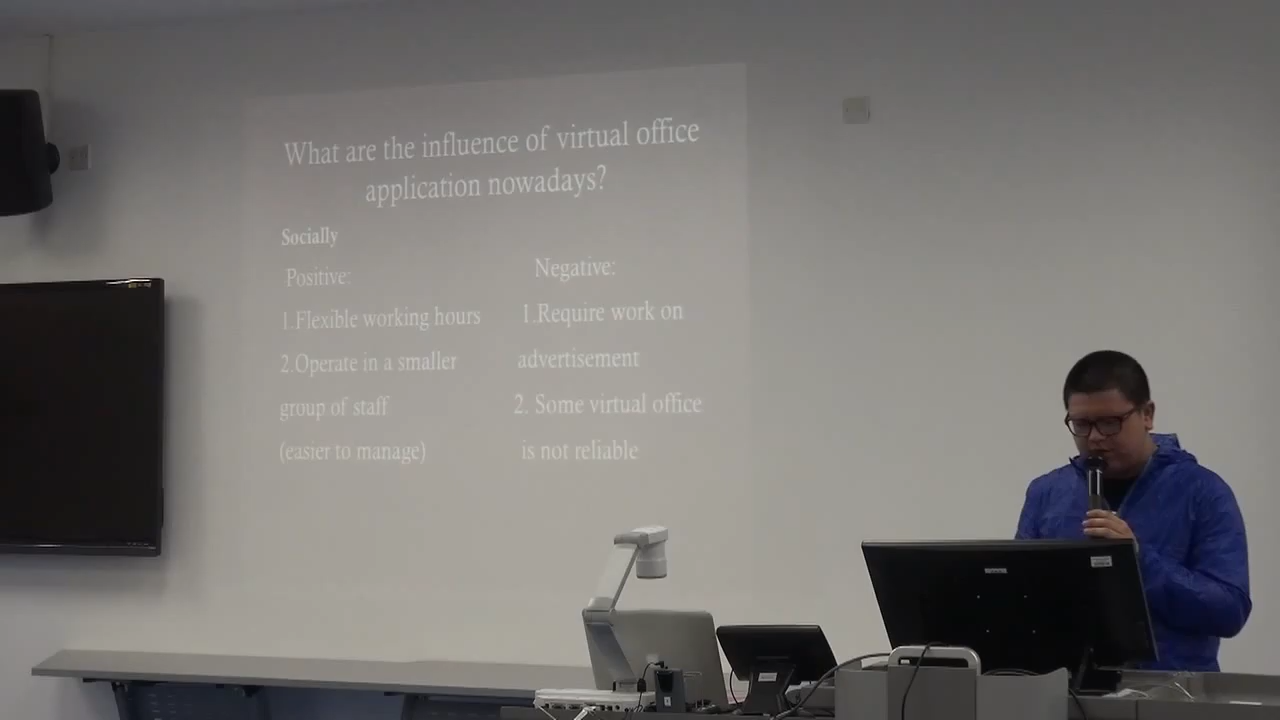 What are the influence of virtual office
application nowadays?
Socially
Positive:
1.Flexible working hours
2.Operate in a smaller
group of staff
(easier to manage)
Negative:
1.Require work on
advertisement
2. Some virtual office
is not reliable